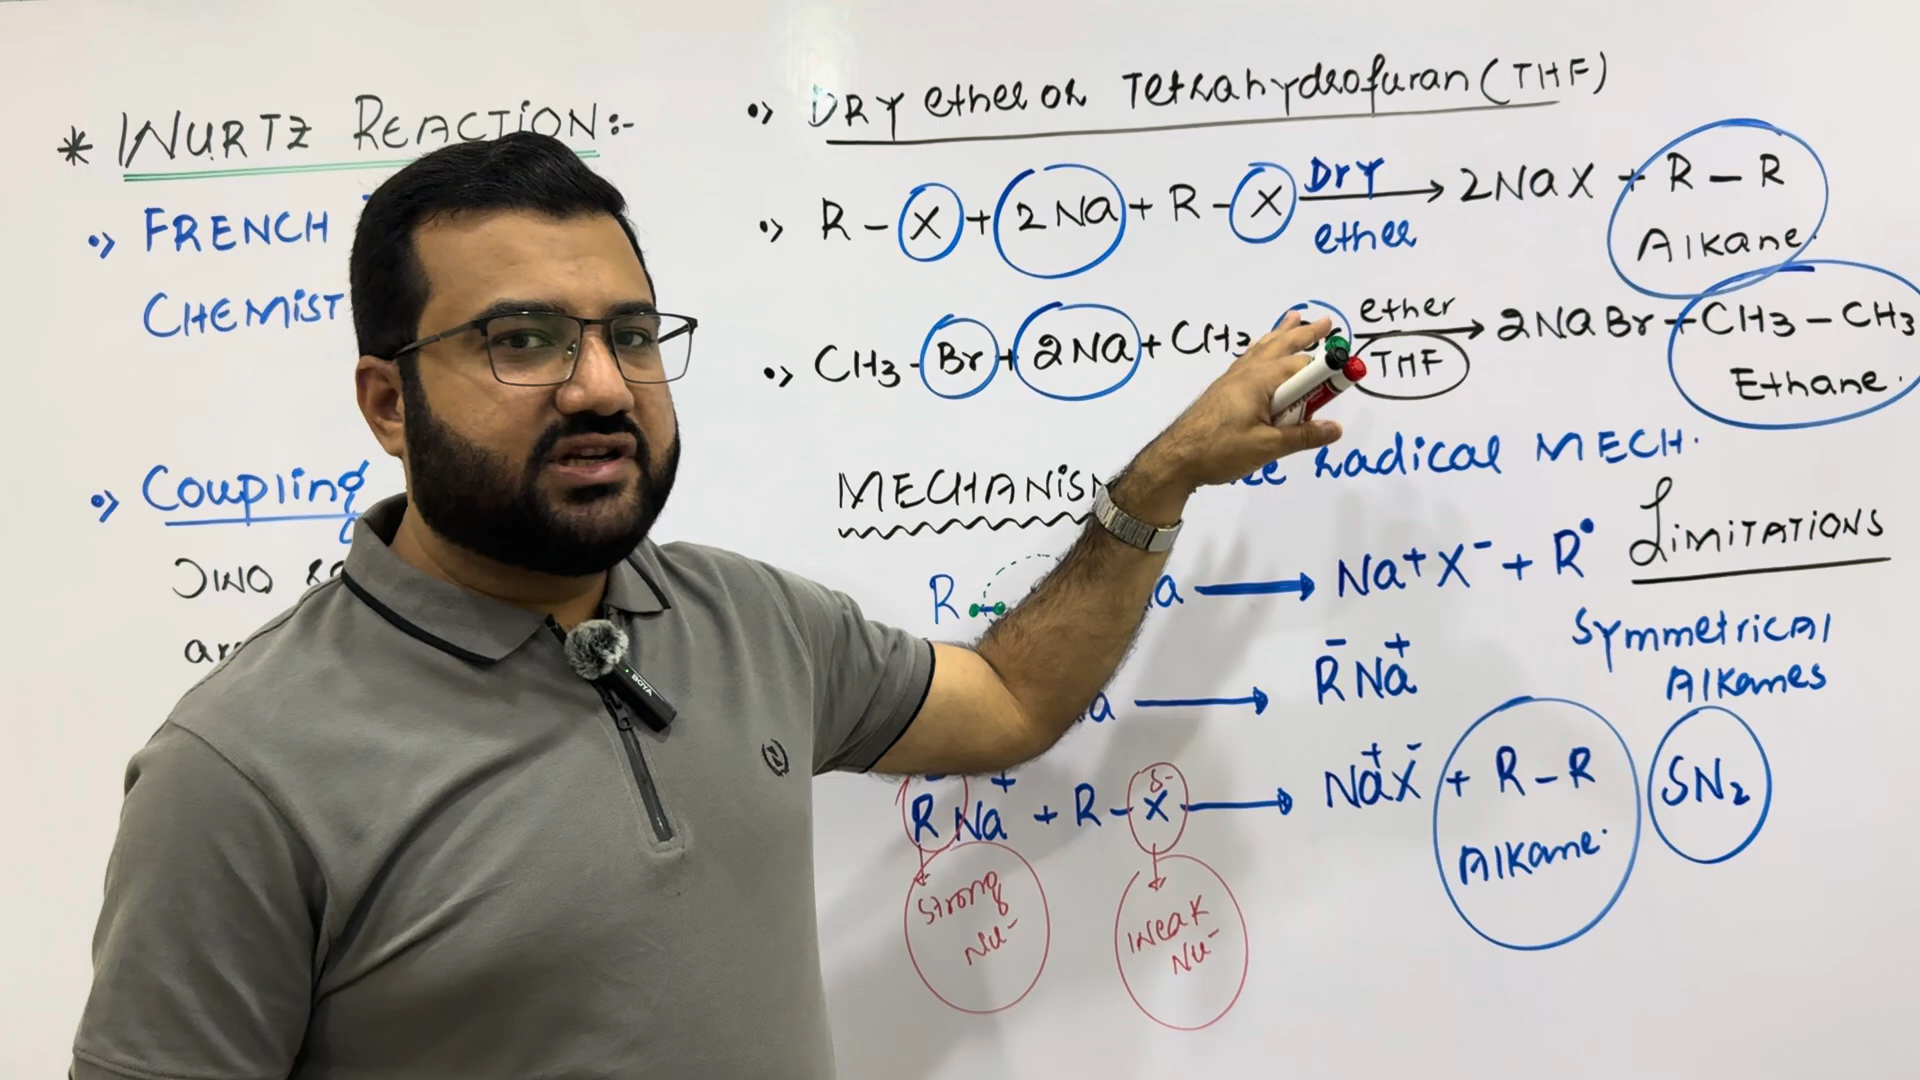 * WURTZ REACTION:-
•> FRENCH
CHEMIST
•> Coupling
JINO
•> DRY ether or Tetrahydrofuran (THF)
•> R - X + 2Na + R - X Dry ether → 2NaX + R - R
Alkane.
•> CH3 - Br + 2Na + CH3 ether THF → 2NaBr + CH3 - CH3
Ethane.
MECHANISM radical MECH.
R a → Na+X- + R•
a → R-Na+
R-Na+ + R - Xδ- → Na+X- + R - R
Alkane.
SN2
Strong Nu-
Weak Nu-
LIMITATIONS
Symmetrical
Alkanes
BOYA